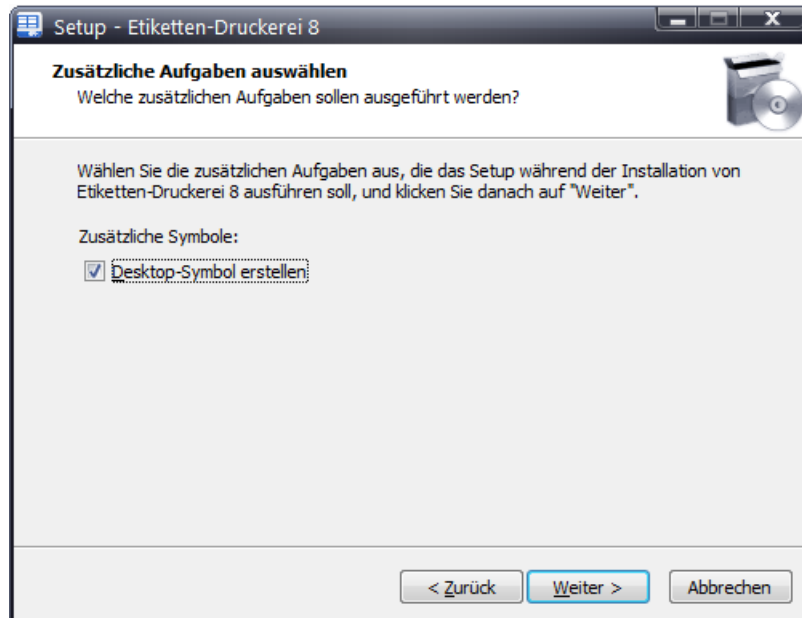 Setup - Etiketten-Druckerei 8
Zusätzliche Aufgaben auswählen
Welche zusätzlichen Aufgaben sollen ausgeführt werden?
Wählen Sie die zusätzlichen Aufgaben aus, die das Setup während der Installation von
Etiketten-Druckerei 8 ausführen soll, und klicken Sie danach auf "Weiter".
Zusätzliche Symbole:
Desktop-Symbol erstellen
< Zurück Weiter > Abbrechen